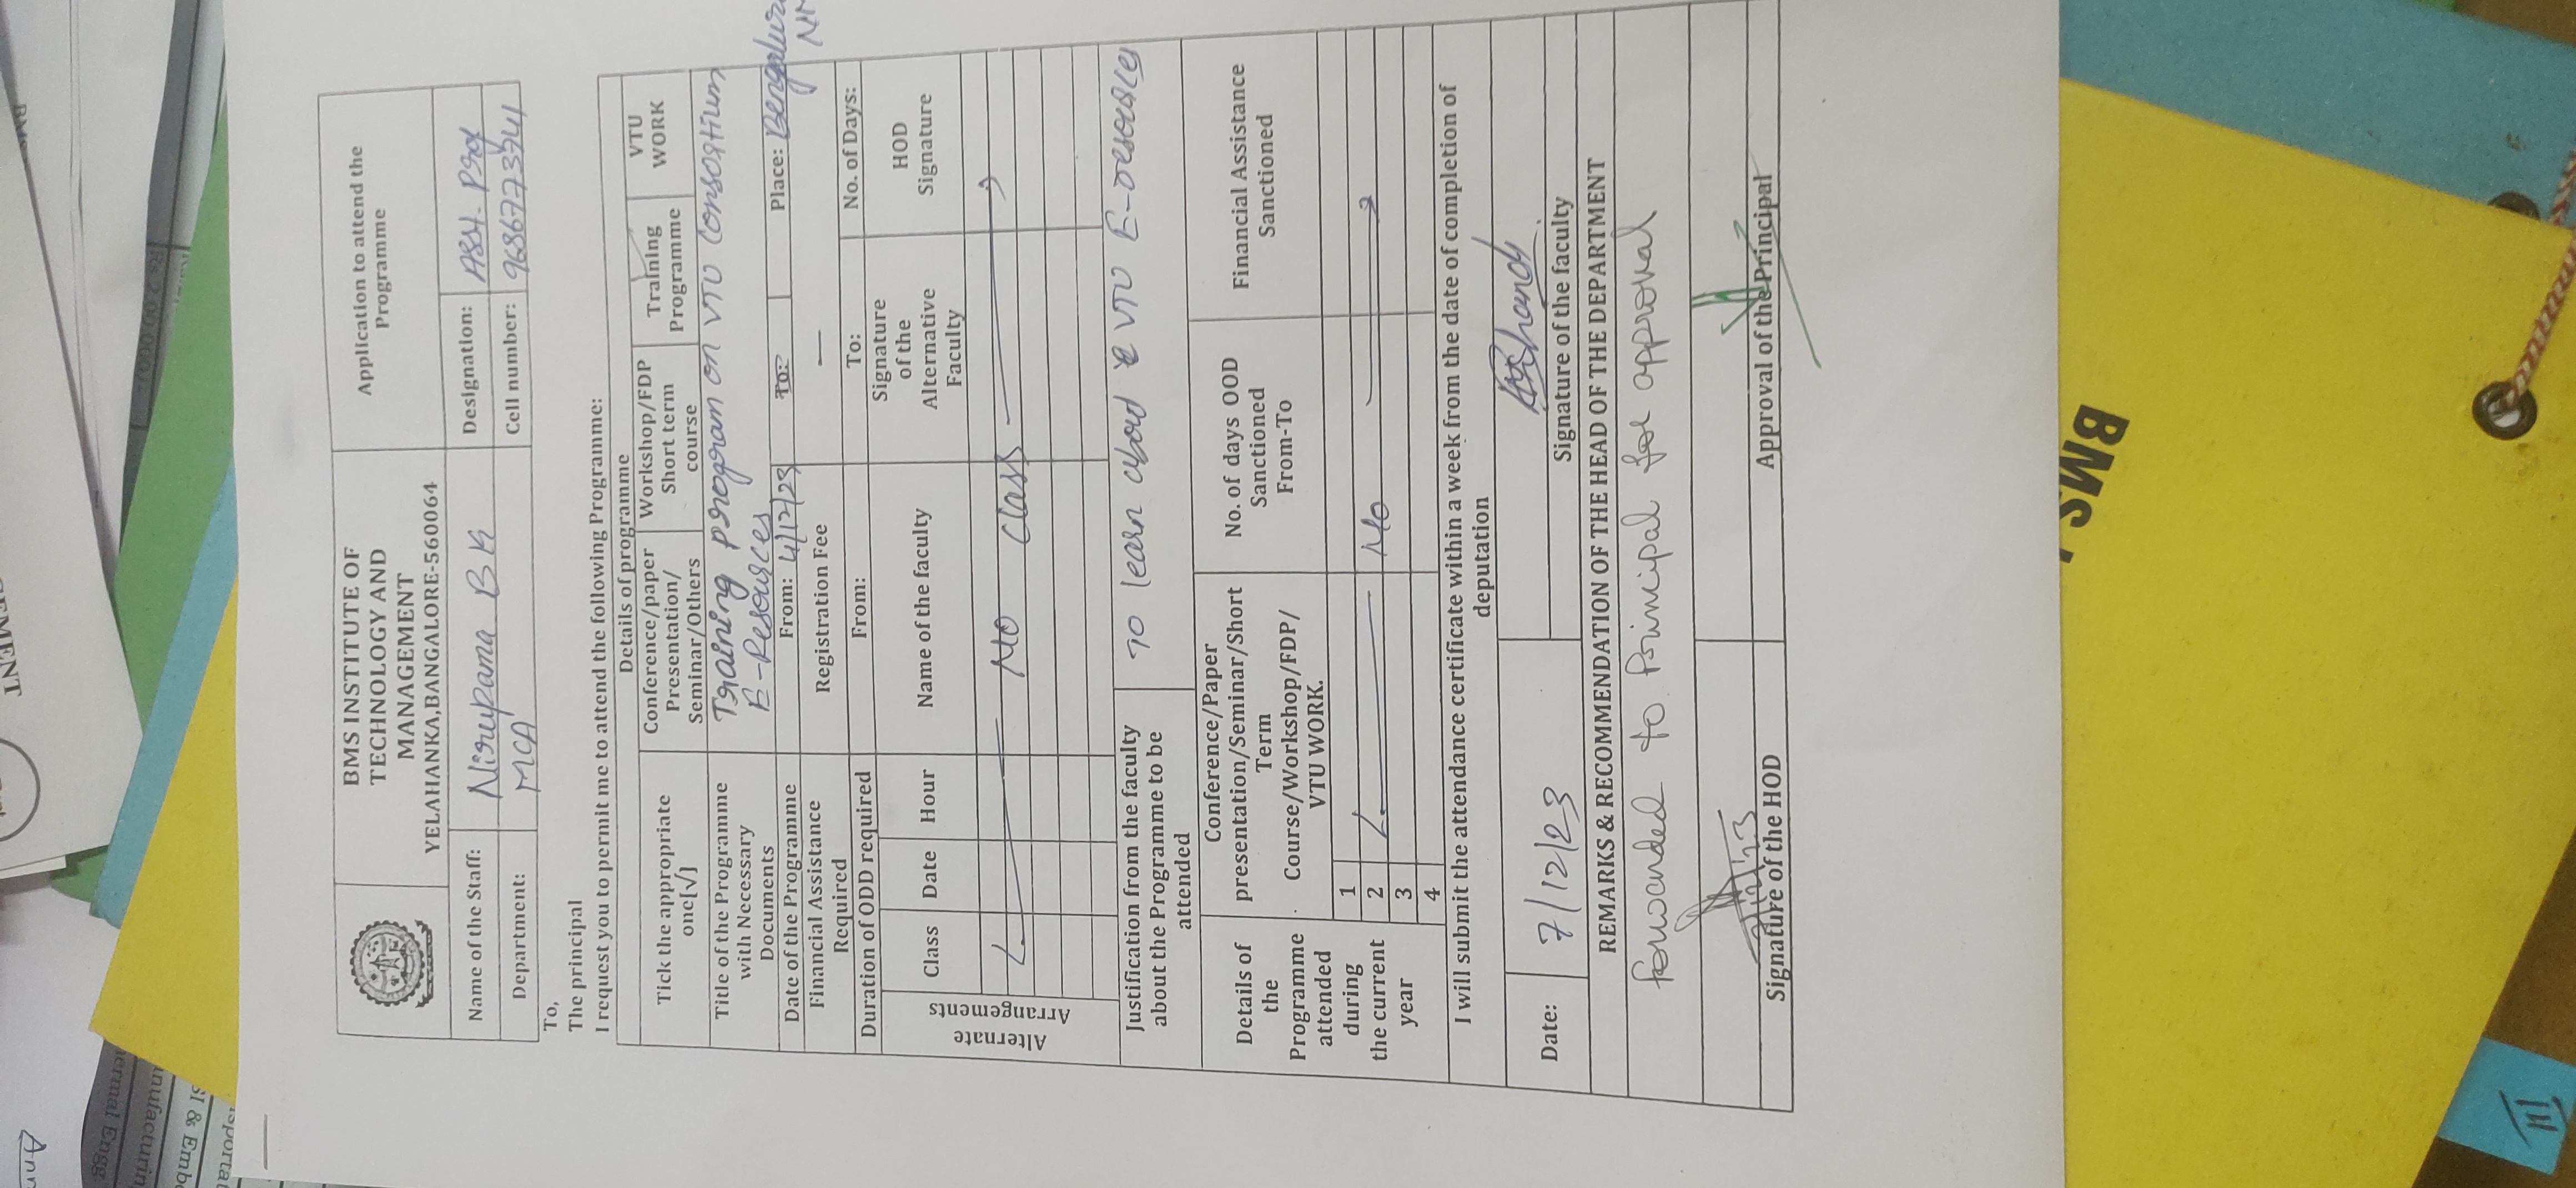 BMS INSTITUTE OF
TECHNOLOGY AND
MANAGEMENT
YELAHANKA,BANGALORE-560064
Application to attend the
Programme
Name of the Staff: Nirupama B K
Designation: Asst. Prof
Department: MCA
Cell number: 9686773741
To,
The principal
I request you to permit me to attend the following Programme:
Details of programme
Tick the appropriate
one[√]
Conference/paper
Presentation/
Seminar/Others
Workshop/FDP
Short term
course
Training
Programme
VTU
WORK
Title of the Programme
with Necessary
Documents
Training program on VTU Consortium
E-Resources
Date of the Programme From: 4/12/23 To: Place: Bengalur
Financial Assistance
Required
Registration Fee —
Duration of ODD required From: To: No. of Days:
Alternate
Arrangements
Class Date Hour Name of the faculty
Signature
of the
Alternative
Faculty
HOD
Signature
No class
Justification from the faculty
about the Programme to be
attended
To learn about VTU E-resources
Details of
the
Programme
attended
during
the current
year
Conference/Paper
presentation/Seminar/Short
Term
Course/Workshop/FDP/
VTU WORK.
No. of days OOD
Sanctioned
From-To
Financial Assistance
Sanctioned
1
2 No
3
4
I will submit the attendance certificate within a week from the date of completion of
deputation
Date: 7/12/23
Signature of the faculty
REMARKS & RECOMMENDATION OF THE HEAD OF THE DEPARTMENT
forwarded to Principal for approval
7/12/23
Signature of the HOD
Approval of the Principal
BMS
III